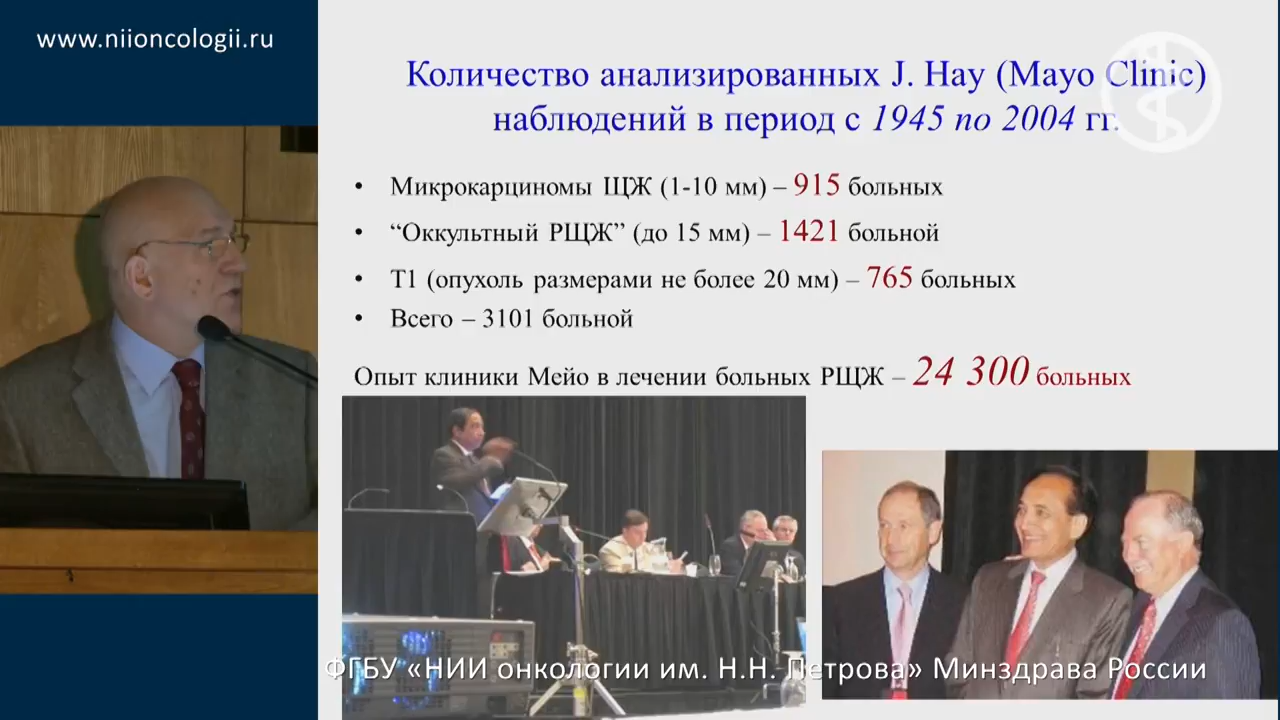 www.niioncologii.ru
Количество анализированных J. Hay (Mayo Clinic)
наблюдений в период с 1945 по 2004 гг.
• Микрокарциномы ЩЖ (1-10 мм) – 915 больных
• “Оккультный РЩЖ” (до 15 мм) – 1421 больной
• Т1 (опухоль размерами не более 20 мм) – 765 больных
• Всего – 3101 больной
Опыт клиники Мейо в лечении больных РЩЖ – 24 300 больных
ФГБУ «НИИ онкологии им. Н.Н. Петрова» Минздрава России